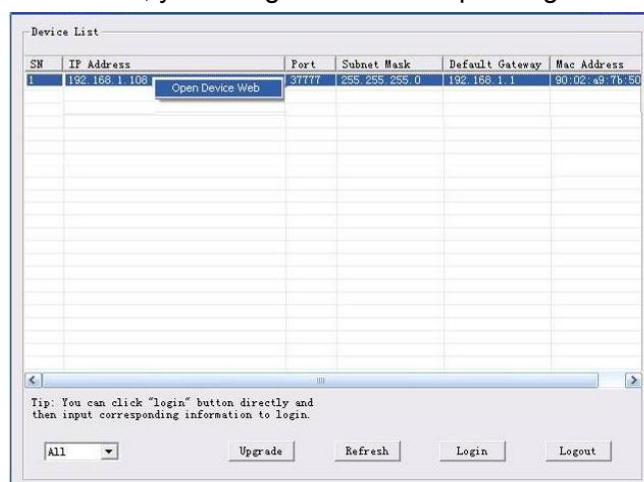 Device List
SN IP Address Port Subnet Mask Default Gateway Mac Address
1 192.168.1.108 37777 255.255.255.0 192.168.1.1 90:02:a9:7b:50
Open Device Web
Tip: You can click "login" button directly and
then input corresponding information to login.
All Upgrade Refresh Login Logout